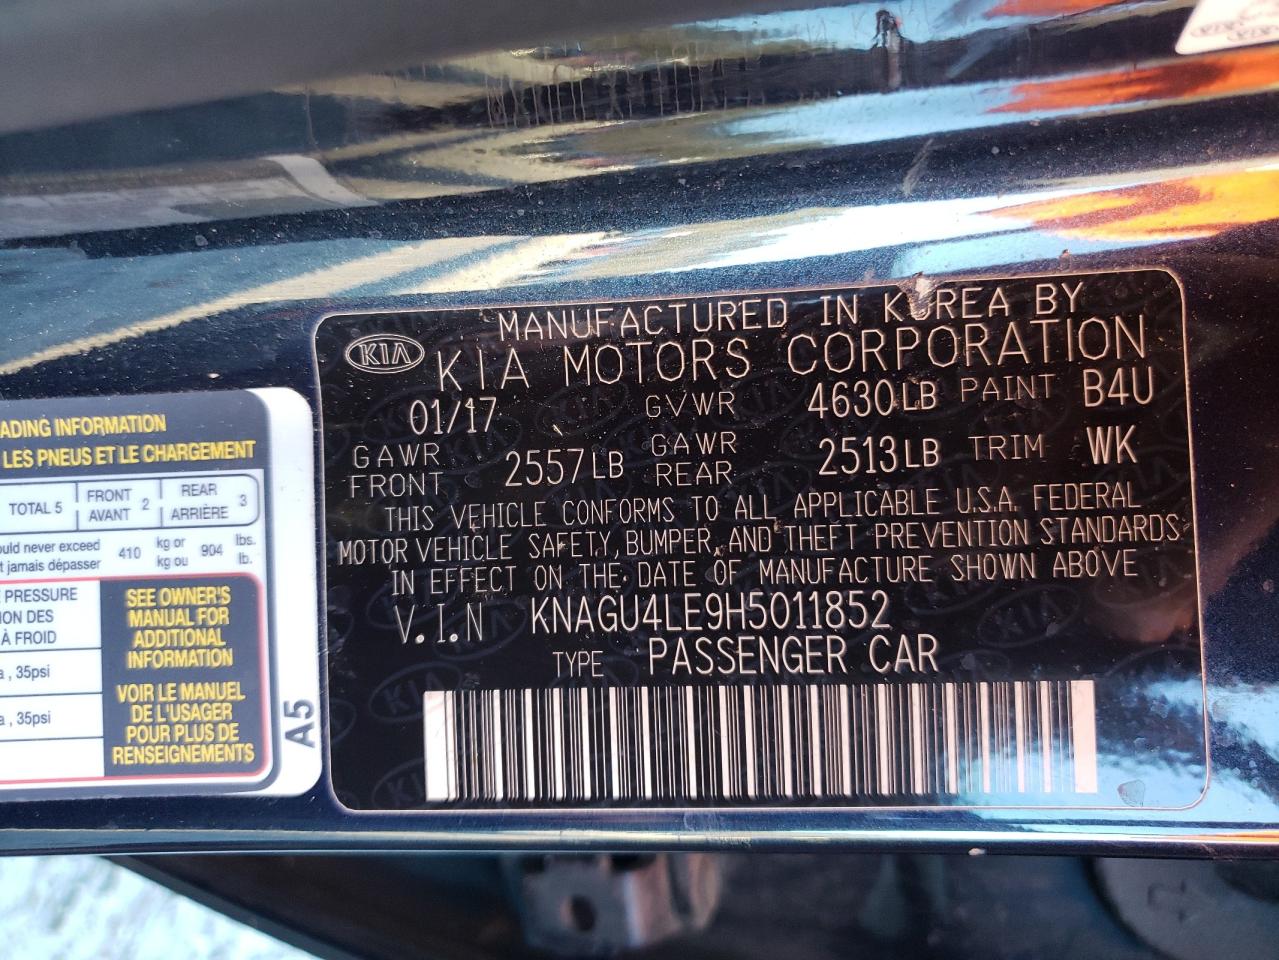 MANUFACTURED IN KOREA BY
KIA
KIA MOTORS CORPORATION
01/17 GVWR 4630LB PAINT B4U
GAWR FRONT 2557LB GAWR REAR 2513LB TRIM WK
THIS VEHICLE CONFORMS TO ALL APPLICABLE U.S.A. FEDERAL
MOTOR VEHICLE SAFETY, BUMPER, AND THEFT PREVENTION STANDARDS
IN EFFECT ON THE DATE OF MANUFACTURE SHOWN ABOVE
V.I.N KNAGU4LE9H5011852
TYPE PASSENGER CAR
INFORMATION
LES PNEUS ET LE CHARGEMENT
TOTAL 5 FRONT AVANT 2 REAR ARRIÈRE 3
never exceed
jamais dépasser 410 kg or kg ou 904 lbs. lb.
PRESSURE
DES
À FROID
, 35psi
, 35psi
SEE OWNER'S
MANUAL FOR
ADDITIONAL
INFORMATION
VOIR LE MANUEL
DE L'USAGER
POUR PLUS DE
RENSEIGNEMENTS
A5